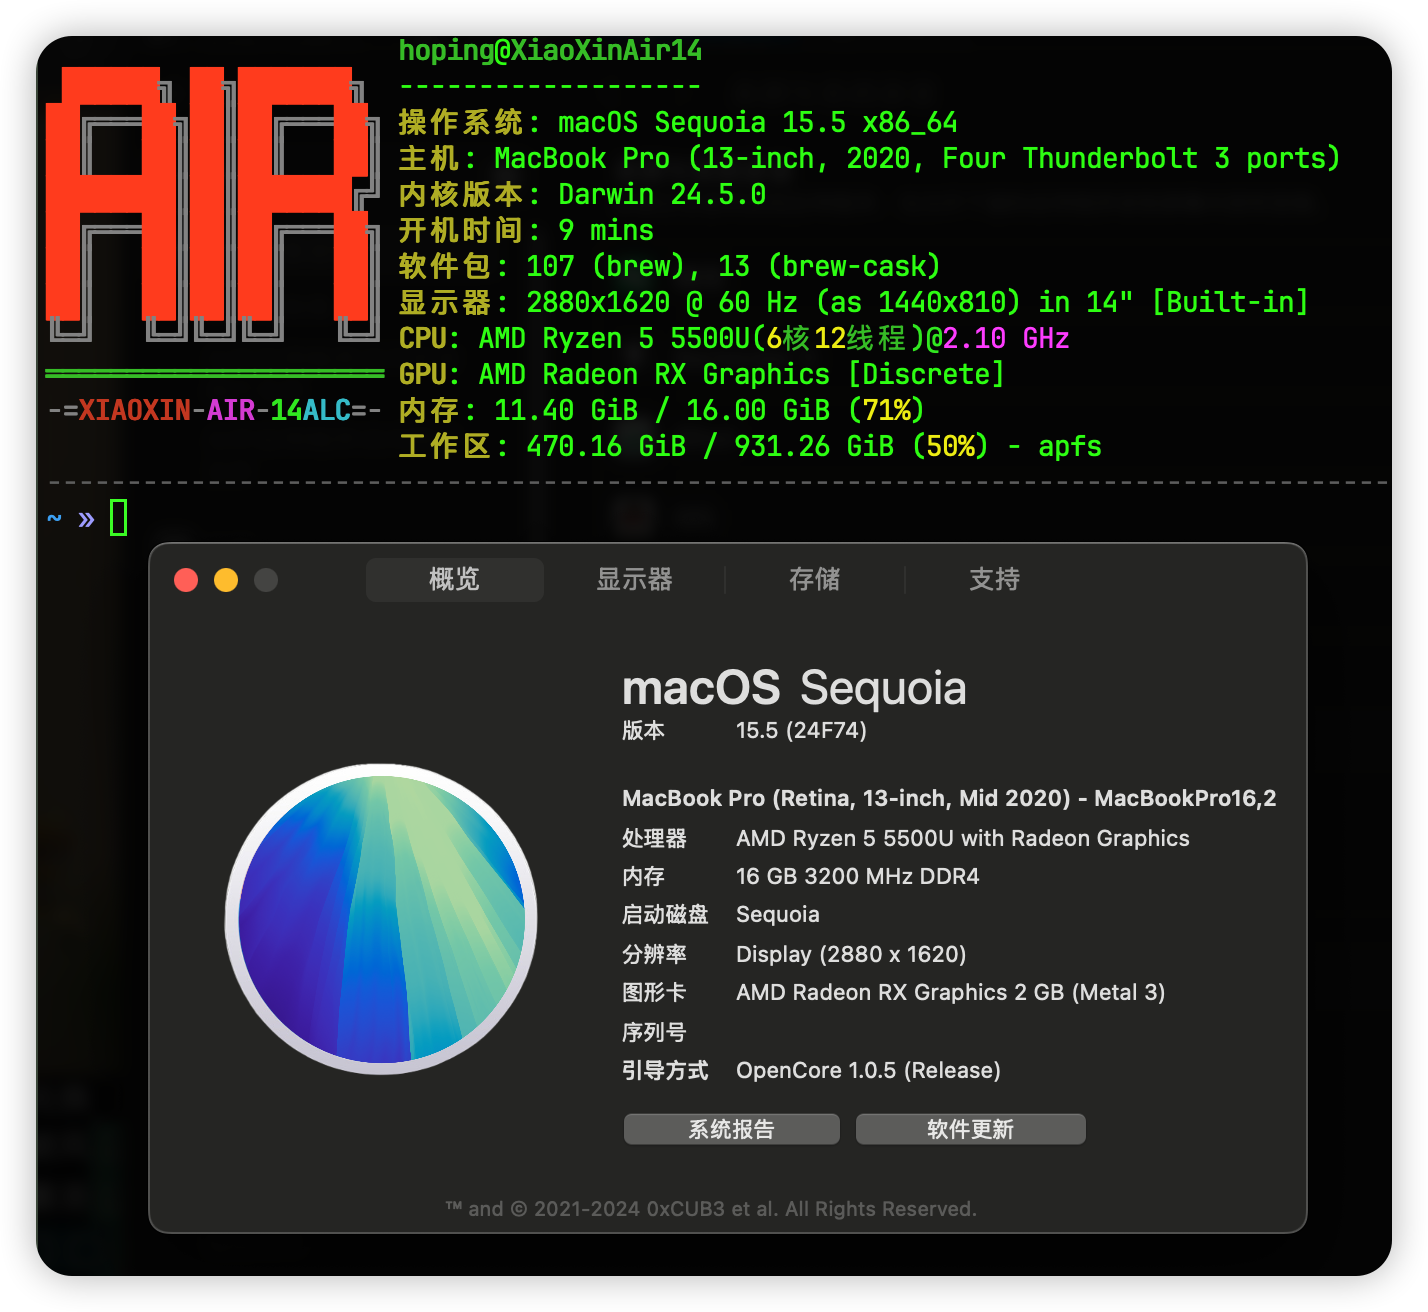 hoping@XiaoXinAir14
-------------------
AIR
操作系统: macOS Sequoia 15.5 x86_64
主机: MacBook Pro (13-inch, 2020, Four Thunderbolt 3 ports)
内核版本: Darwin 24.5.0
开机时间: 9 mins
软件包: 107 (brew), 13 (brew-cask)
显示器: 2880x1620 @ 60 Hz (as 1440x810) in 14" [Built-in]
CPU: AMD Ryzen 5 5500U(6核12线程)@2.10 GHz
GPU: AMD Radeon RX Graphics [Discrete]
-=XIAOXIN-AIR-14ALC=-
内存: 11.40 GiB / 16.00 GiB (71%)
工作区: 470.16 GiB / 931.26 GiB (50%) - apfs
~ »
概览 显示器 存储 支持
macOS Sequoia
版本 15.5 (24F74)
MacBook Pro (Retina, 13-inch, Mid 2020) - MacBookPro16,2
处理器 AMD Ryzen 5 5500U with Radeon Graphics
内存 16 GB 3200 MHz DDR4
启动磁盘 Sequoia
分辨率 Display (2880 x 1620)
图形卡 AMD Radeon RX Graphics 2 GB (Metal 3)
序列号
引导方式 OpenCore 1.0.5 (Release)
系统报告 软件更新
™ and © 2021-2024 0xCUB3 et al. All Rights Reserved.